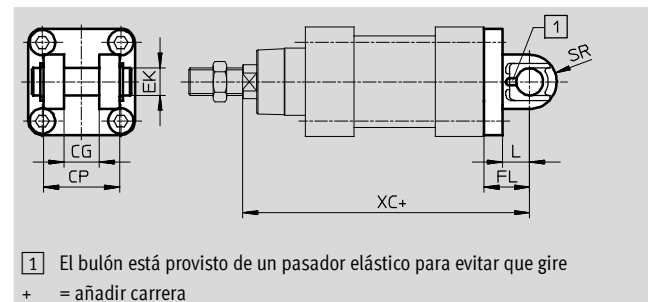 1
SR
EK
CG
CP
L
FL
XC+
1 El bulón está provisto de un pasador elástico para evitar que gire
+ = añadir carrera